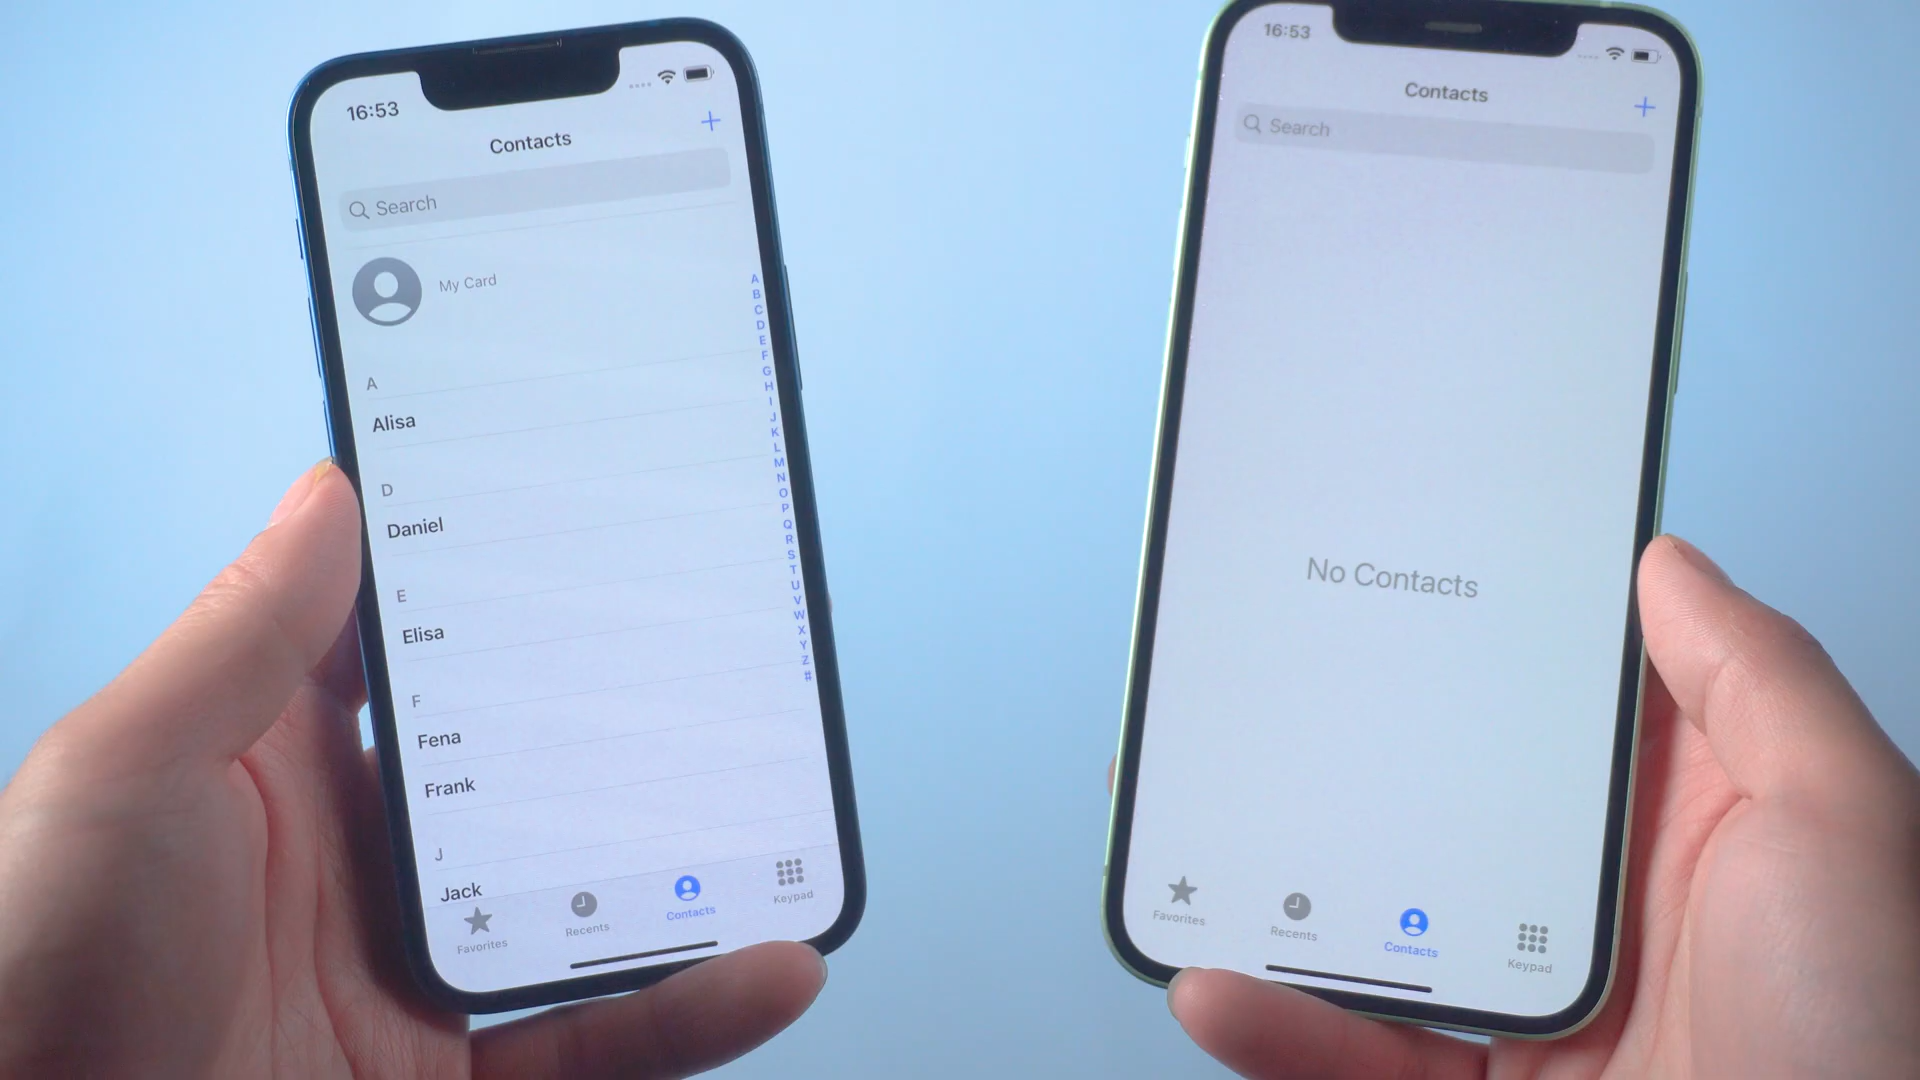 16:53
Contacts
+
Search
My Card
A
Alisa
D
Daniel
E
Elisa
F
Fena
Frank
J
Jack
A
B
C
D
E
F
G
H
I
J
K
L
M
N
O
P
Q
R
S
T
U
V
W
X
Y
Z
#
Favorites
Recents
Contacts
Keypad
16:53
Contacts
+
Search
No Contacts
Favorites
Recents
Contacts
Keypad